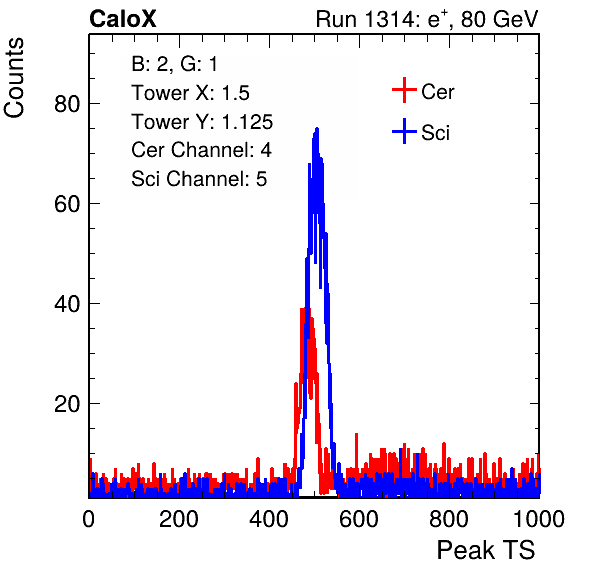 CaloX Run 1314: e+, 80 GeV
Counts
B: 2, G: 1
Tower X: 1.5
Tower Y: 1.125
Cer Channel: 4
Sci Channel: 5
Cer
Sci
80
60
40
20
0 200 400 600 800 1000
Peak TS